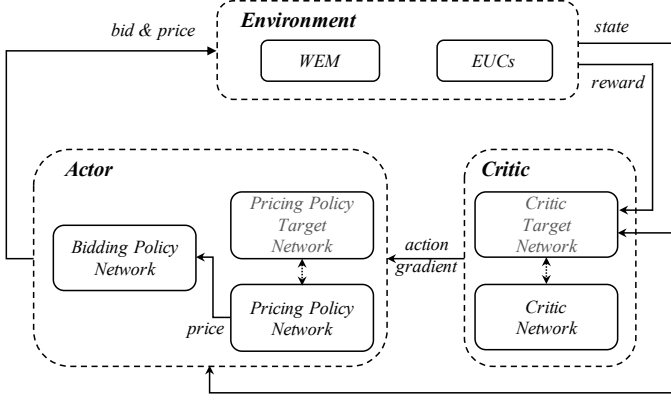 Environment
bid & price
state
WEM
EUCs
reward
Actor
Critic
Pricing Policy
Target
Network
Critic
Target
Network
Bidding Policy
Network
action
gradient
price
Pricing Policy
Network
Critic
Network